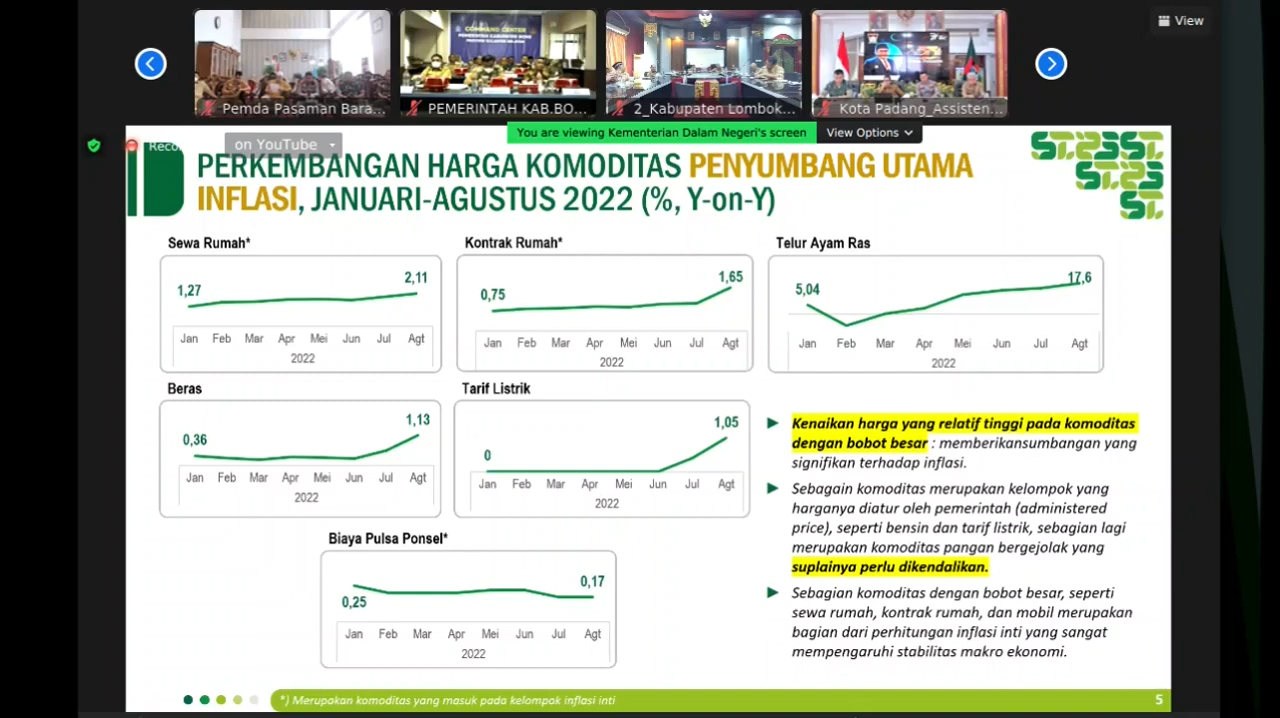 View
Pemda Pasaman Bara...
PEMERINTAH KAB.BO...
2_Kabupaten Lombok...
Kota Padang_Assisten...
COMMAND CENTER
You are viewing Kementerian Dalam Negeri's screen
View Options
Reco
on YouTube
PERKEMBANGAN HARGA KOMODITAS PENYUMBANG UTAMA
INFLASI, JANUARI-AGUSTUS 2022 (%, Y-on-Y)
Sewa Rumah*
1,27
2,11
Jan Feb Mar Apr Mei Jun Jul Agt
2022
Kontrak Rumah*
0,75
1,65
Jan Feb Mar Apr Mei Jun Jul Agt
2022
Telur Ayam Ras
5,04
17,6
Jan Feb Mar Apr Mei Jun Jul Agt
2022
Beras
0,36
1,13
Jan Feb Mar Apr Mei Jun Jul Agt
2022
Tarif Listrik
0
1,05
Jan Feb Mar Apr Mei Jun Jul Agt
2022
Biaya Pulsa Ponsel*
0,25
0,17
Jan Feb Mar Apr Mei Jun Jul Agt
2022
Kenaikan harga yang relatif tinggi pada komoditas
dengan bobot besar : memberikansumbangan yang
signifikan terhadap inflasi.
Sebagain komoditas merupakan kelompok yang
harganya diatur oleh pemerintah (administered
price), seperti bensin dan tarif listrik, sebagian lagi
merupakan komoditas pangan bergejolak yang
suplainya perlu dikendalikan.
Sebagian komoditas dengan bobot besar, seperti
sewa rumah, kontrak rumah, dan mobil merupakan
bagian dari perhitungan inflasi inti yang sangat
mempengaruhi stabilitas makro ekonomi.
*) Merupakan komoditas yang masuk pada kelompok inflasi inti
5